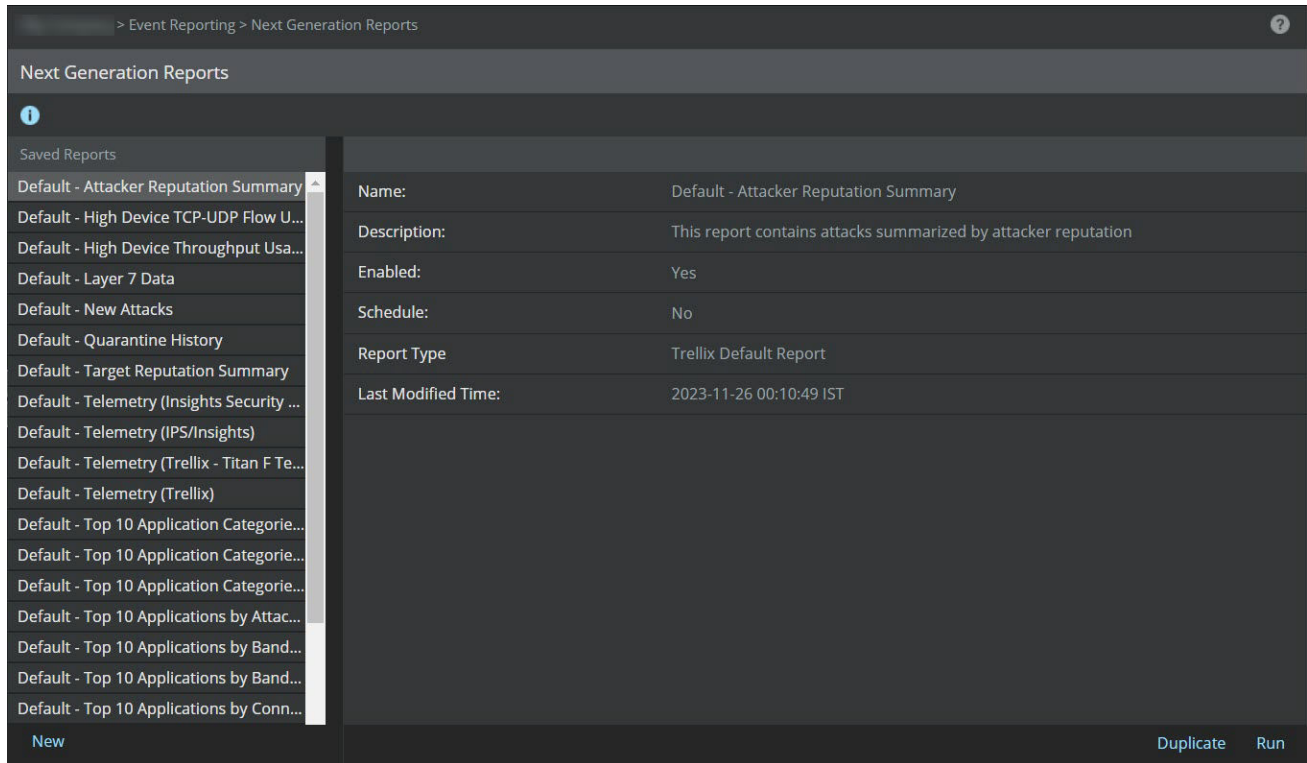 > Event Reporting > Next Generation Reports
?
Next Generation Reports
i
Saved Reports
Default - Attacker Reputation Summary
Default - High Device TCP-UDP Flow U...
Default - High Device Throughput Usa...
Default - Layer 7 Data
Default - New Attacks
Default - Quarantine History
Default - Target Reputation Summary
Default - Telemetry (Insights Security ...
Default - Telemetry (IPS/Insights)
Default - Telemetry (Trellix - Titan F Te...
Default - Telemetry (Trellix)
Default - Top 10 Application Categorie...
Default - Top 10 Application Categorie...
Default - Top 10 Application Categorie...
Default - Top 10 Applications by Attac...
Default - Top 10 Applications by Band...
Default - Top 10 Applications by Band...
Default - Top 10 Applications by Conn...
New
Name: Default - Attacker Reputation Summary
Description: This report contains attacks summarized by attacker reputation
Enabled: Yes
Schedule: No
Report Type Trellix Default Report
Last Modified Time: 2023-11-26 00:10:49 IST
Duplicate Run